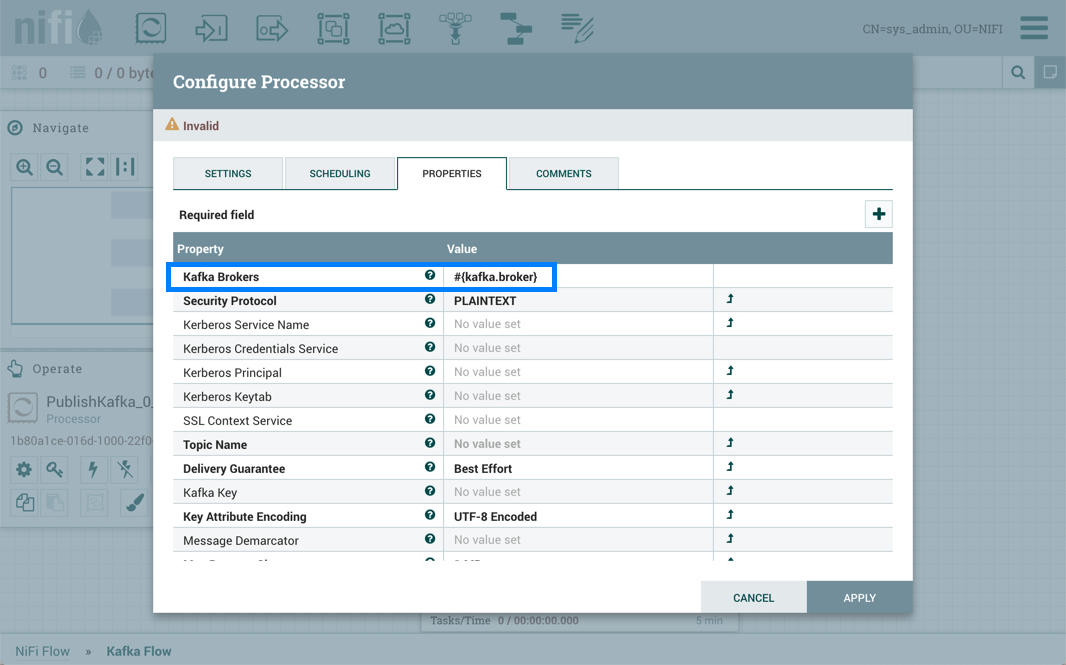 nifi
CN=sys_admin, OU=NIFI
0 0 / 0 byte
Configure Processor
Invalid
Navigate
SETTINGS SCHEDULING PROPERTIES COMMENTS
Required field
Property Value
Kafka Brokers #{kafka.broker}
Security Protocol PLAINTEXT
Kerberos Service Name No value set
Kerberos Credentials Service No value set
Kerberos Principal No value set
Kerberos Keytab No value set
SSL Context Service No value set
Topic Name No value set
Delivery Guarantee Best Effort
Kafka Key No value set
Key Attribute Encoding UTF-8 Encoded
Message Demarcator No value set
Operate
PublishKafka_0_
Processor
1b80a1ce-016d-1000-22f0
CANCEL APPLY
Tasks/Time 0 / 00:00:00.000 5 min
NiFi Flow » Kafka Flow